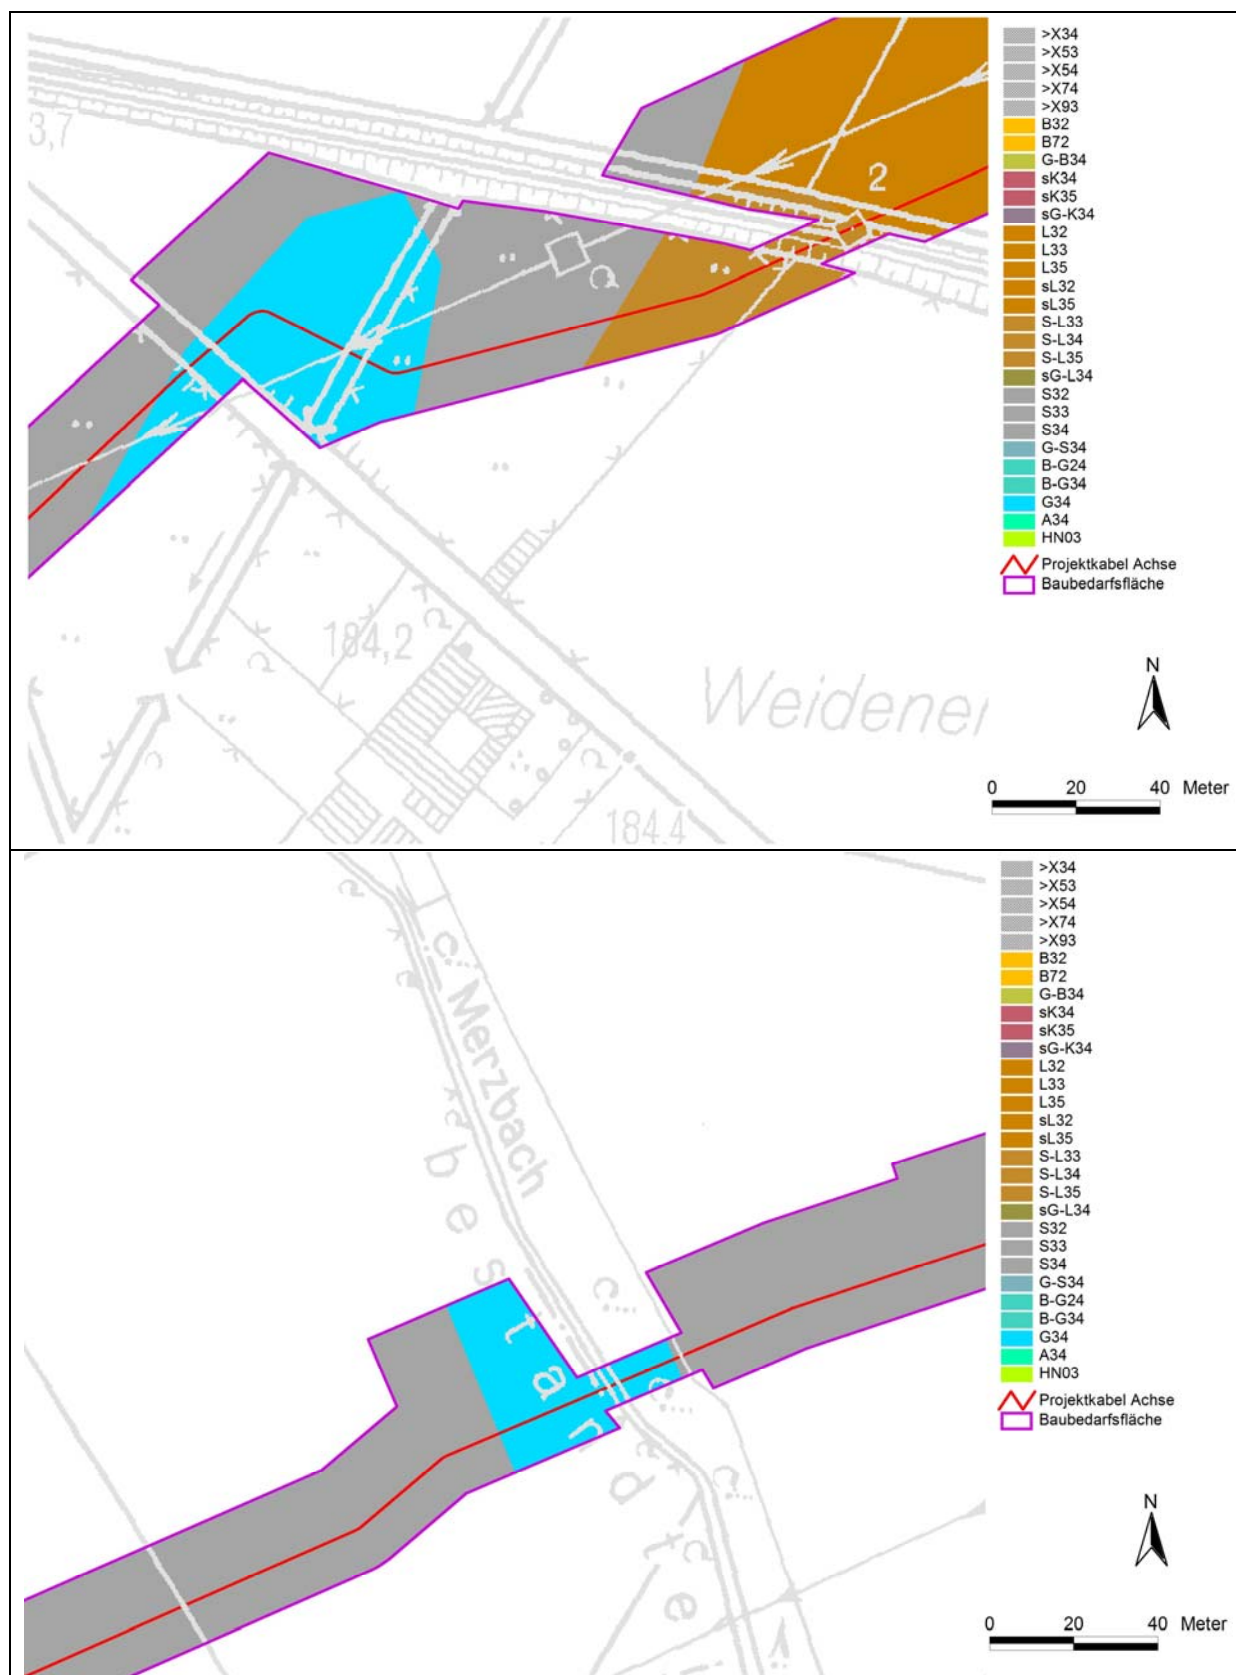 >X34
>X53
>X54
>X74
>X93
B32
B72
G-B34
sK34
sK35
sG-K34
L32
L33
L35
sL32
sL35
S-L33
S-L34
S-L35
sG-L34
S32
S33
S34
G-S34
B-G24
B-G34
G34
A34
HN03
Projektkabel Achse
Baubedarfsfläche
3,7
2
184,2
Weidener
184.4
N
0 20 40 Meter
>X34
>X53
>X54
>X74
>X93
B32
B72
G-B34
sK34
sK35
sG-K34
L32
L33
L35
sL32
sL35
S-L33
S-L34
S-L35
sG-L34
S32
S33
S34
G-S34
B-G24
B-G34
G34
A34
HN03
Projektkabel Achse
Baubedarfsfläche
Merzbach
N
0 20 40 Meter